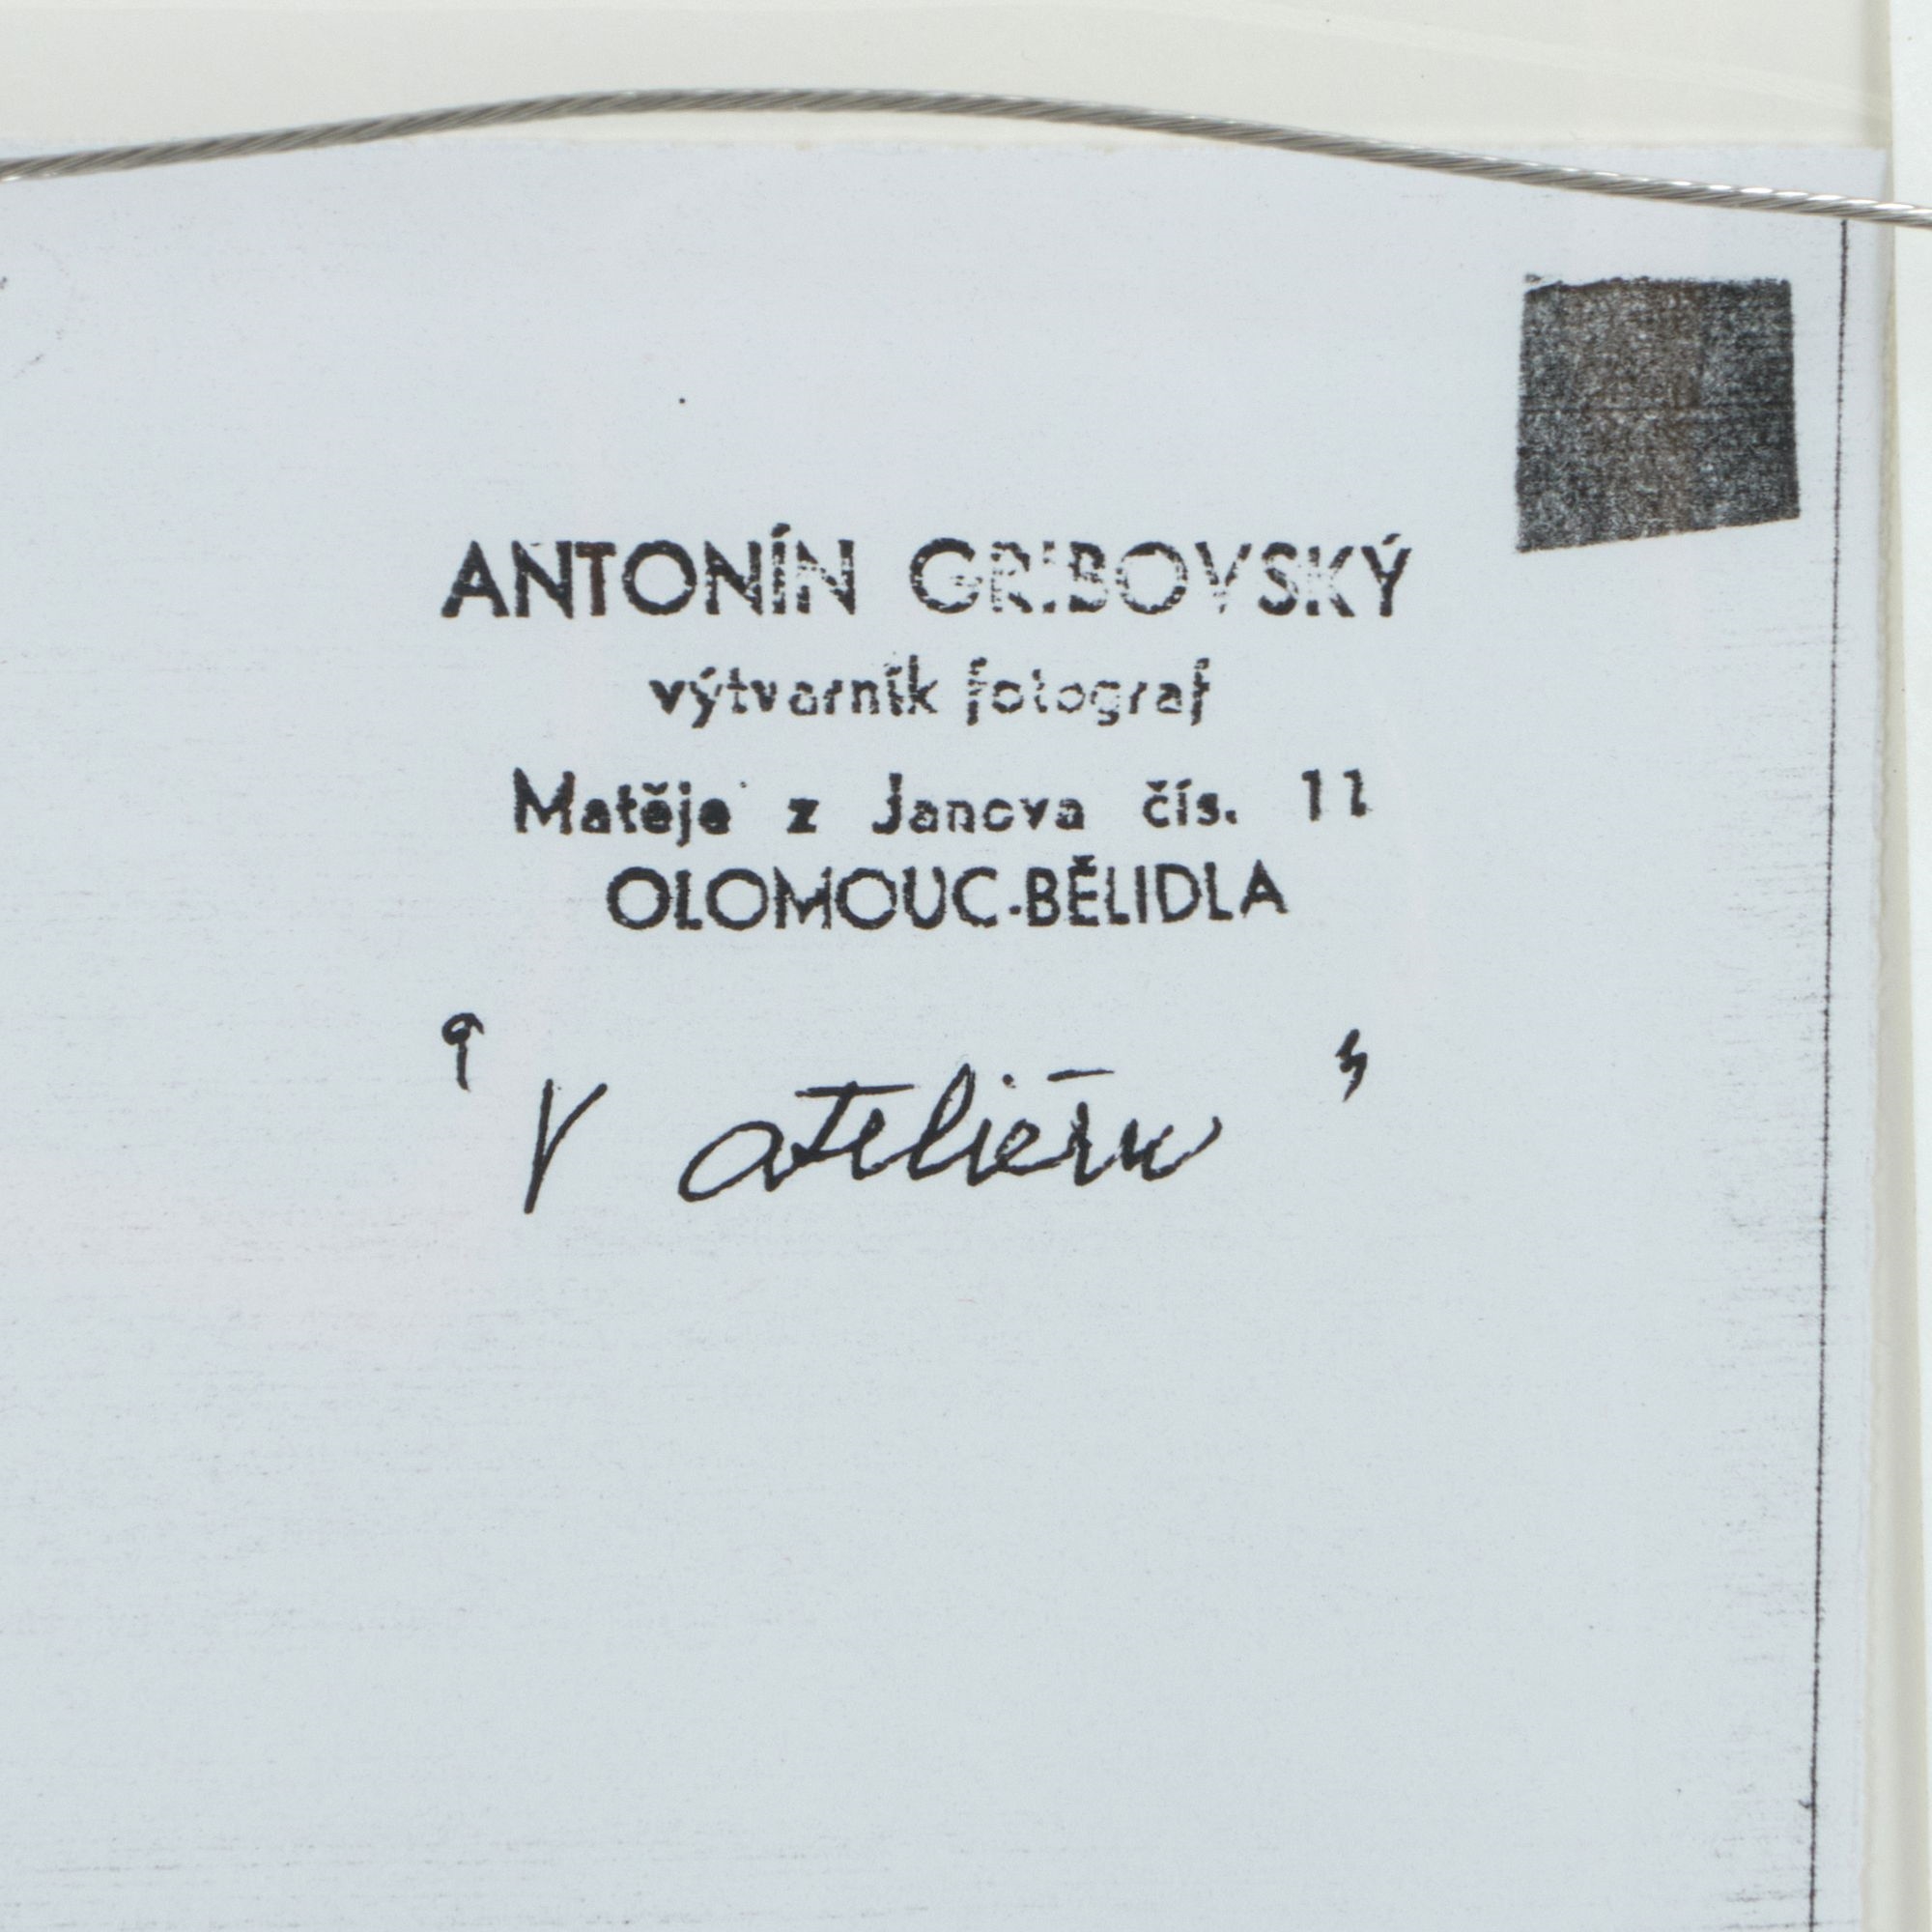 ANTONÍN GRIBOVSKÝ
výtvarník fotograf
Matěje z Janova čís. 11
OLOMOUC-BĚLIDLA
"V ateliéru"